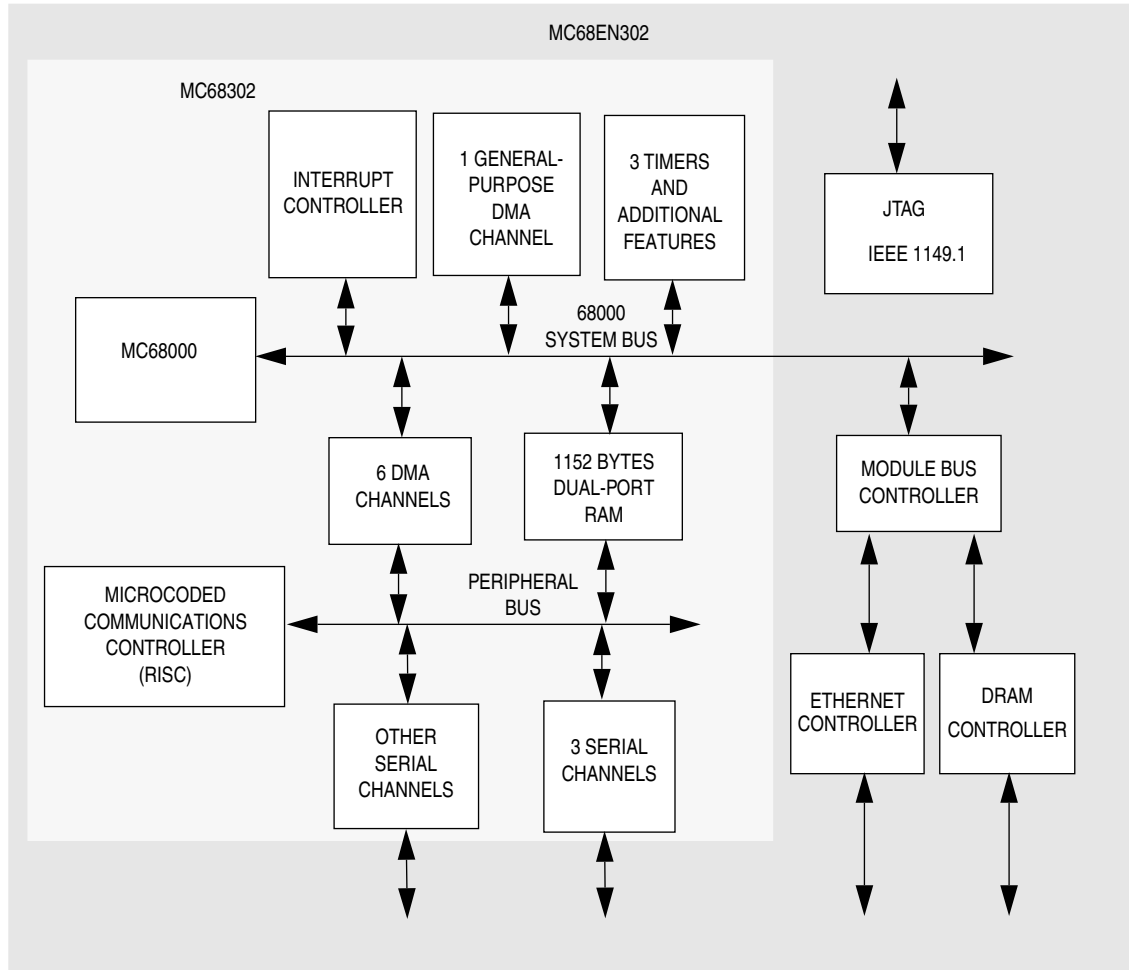 MC68EN302
MC68302
INTERRUPT
CONTROLLER
1 GENERAL-
PURPOSE
DMA
CHANNEL
3 TIMERS
AND
ADDITIONAL
FEATURES
JTAG
IEEE 1149.1
MC68000
68000
SYSTEM BUS
6 DMA
CHANNELS
1152 BYTES
DUAL-PORT
RAM
MODULE BUS
CONTROLLER
MICROCODED
COMMUNICATIONS
CONTROLLER
(RISC)
PERIPHERAL
BUS
OTHER
SERIAL
CHANNELS
3 SERIAL
CHANNELS
ETHERNET
CONTROLLER
DRAM
CONTROLLER